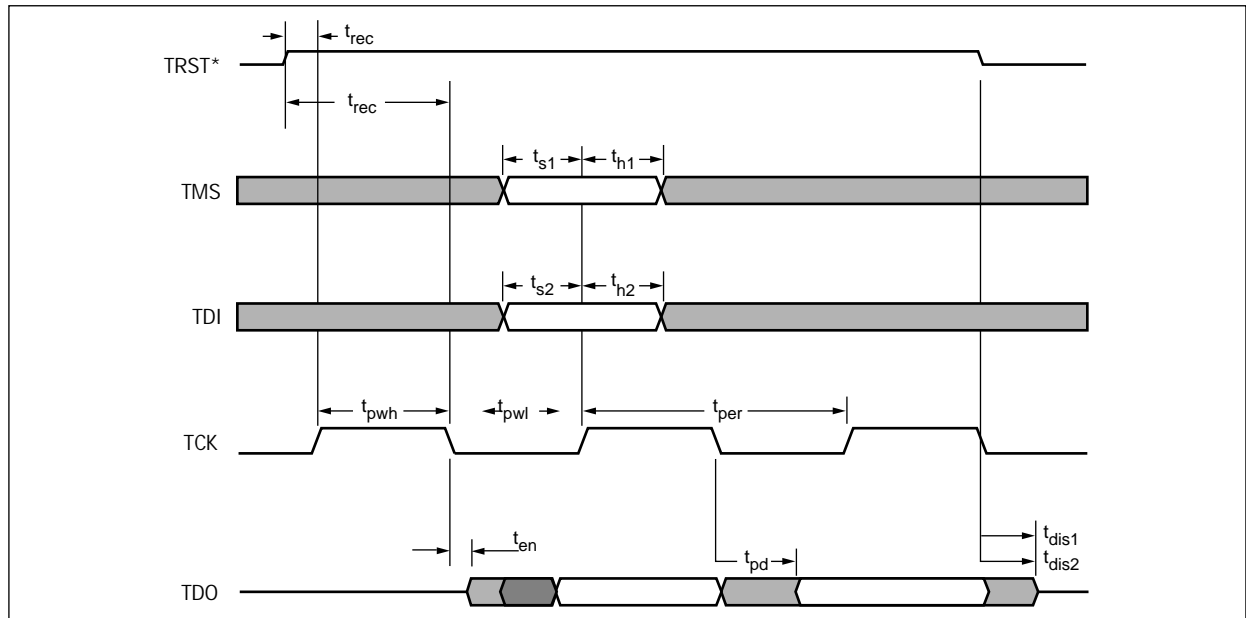 t_rec
TRST*
t_rec
t_s1 t_h1
TMS
t_s2 t_h2
TDI
t_pwh t_pwl t_per
TCK
t_en t_pd t_dis1
t_dis2
TDO